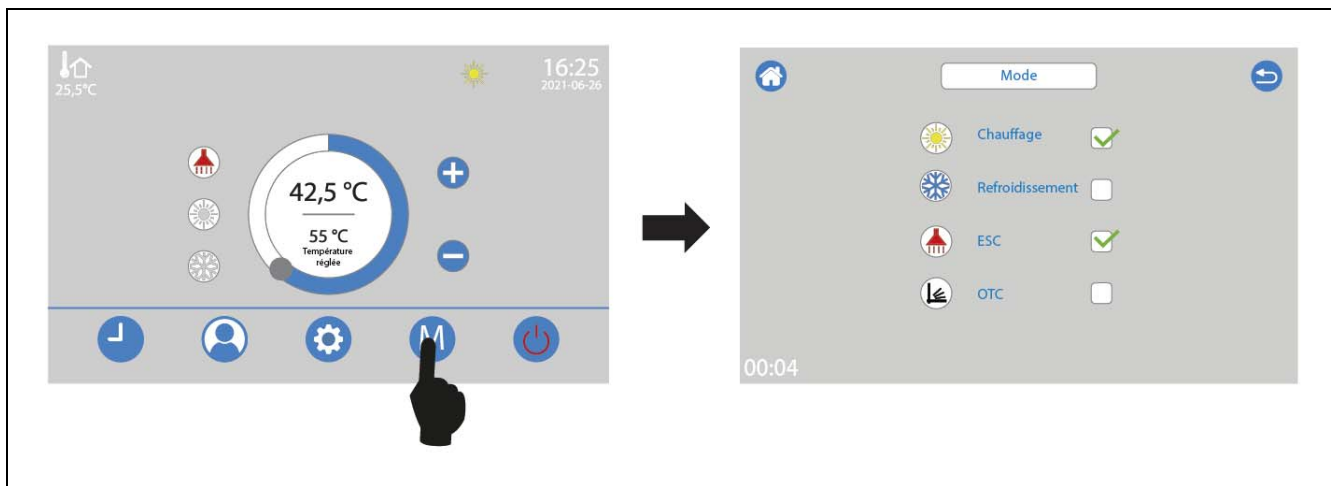 25,5°C
16:25
2021-06-26
42,5 °C
55 °C
Température
réglée
M
Mode
Chauffage
Refroidissement
ESC
OTC
00:04